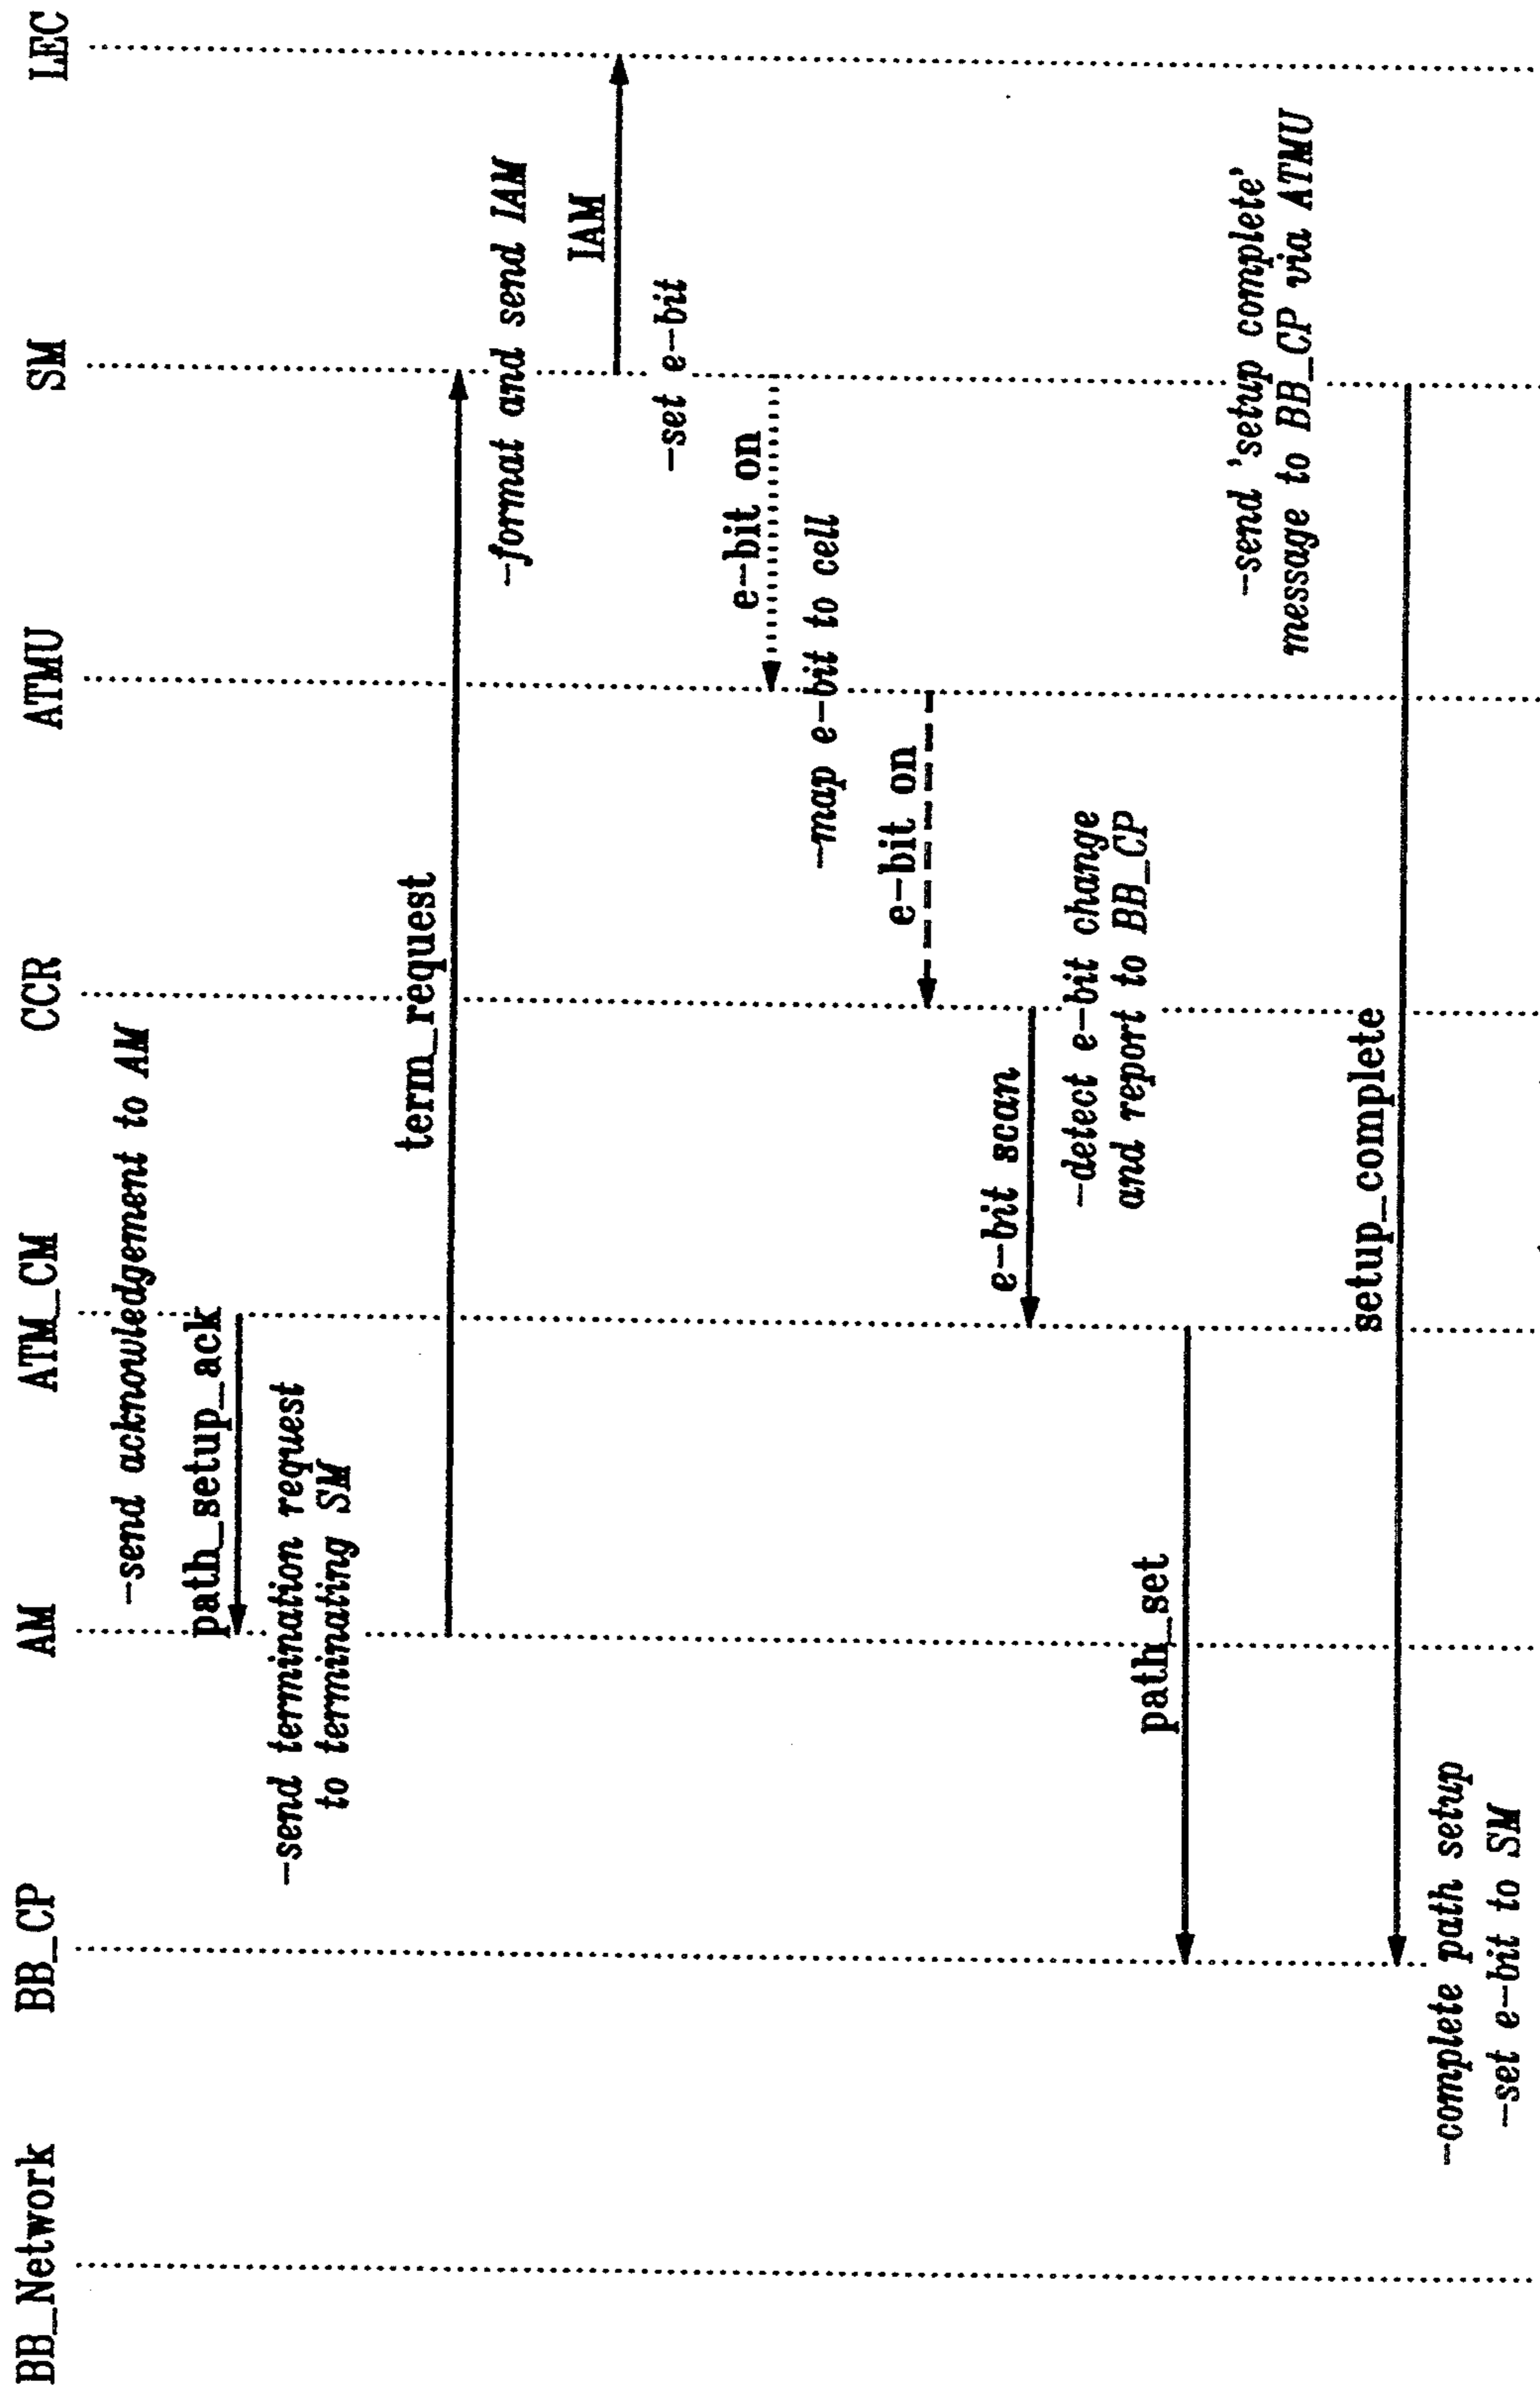 BB_Network BB_CP AM ATM_CM CCR ATMU SM LEC
-send acknowledgement to AM
path_setup_ack
-send termination request
to terminating SM
term_request
-format and send IAM
IAM
-set e-bit
e-bit on
-map e-bit to cell
e-bit on
e-bit scan
-detect e-bit change
and report to BB_CP
path_set
-send 'setup complete'
message to BB_CP via ATMU
setup_complete
-complete path setup
-set e-bit to SM